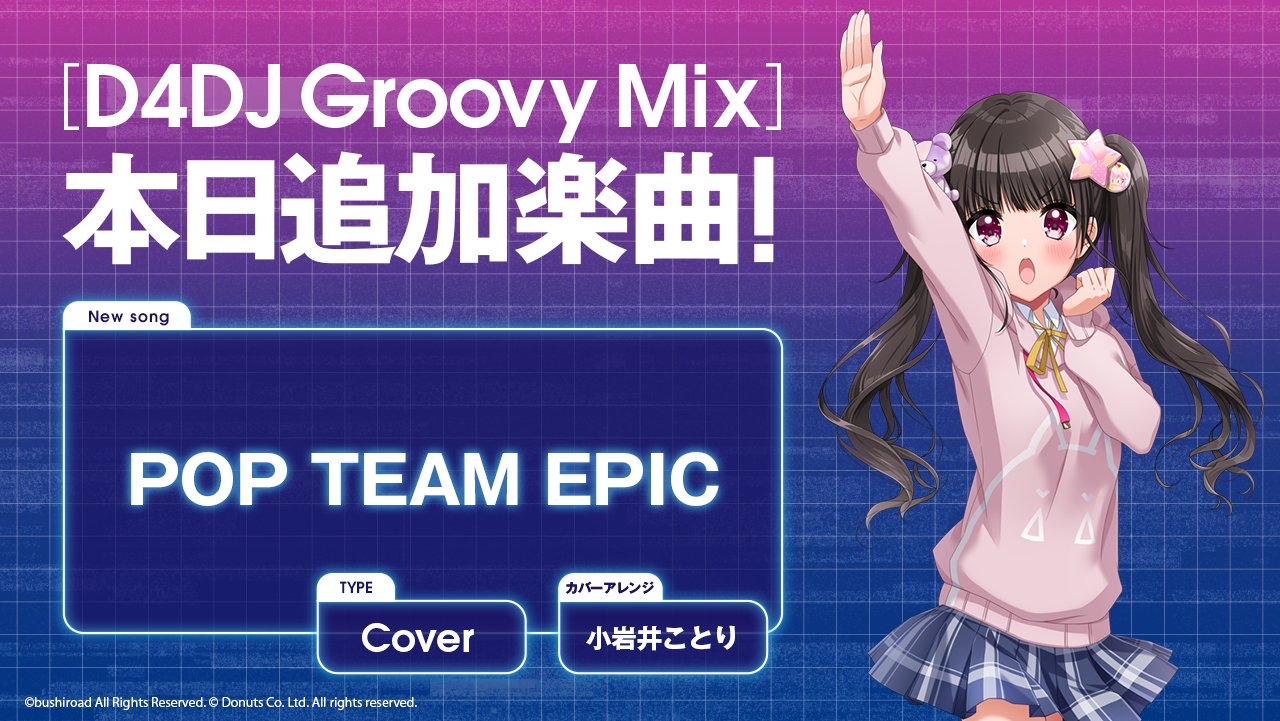 [D4DJ Groovy Mix]
本日追加楽曲!
New song
POP TEAM EPIC
TYPE
Cover
カバーアレンジ
小岩井ことり
©bushiroad All Rights Reserved. © Donuts Co. Ltd. All rights reserved.